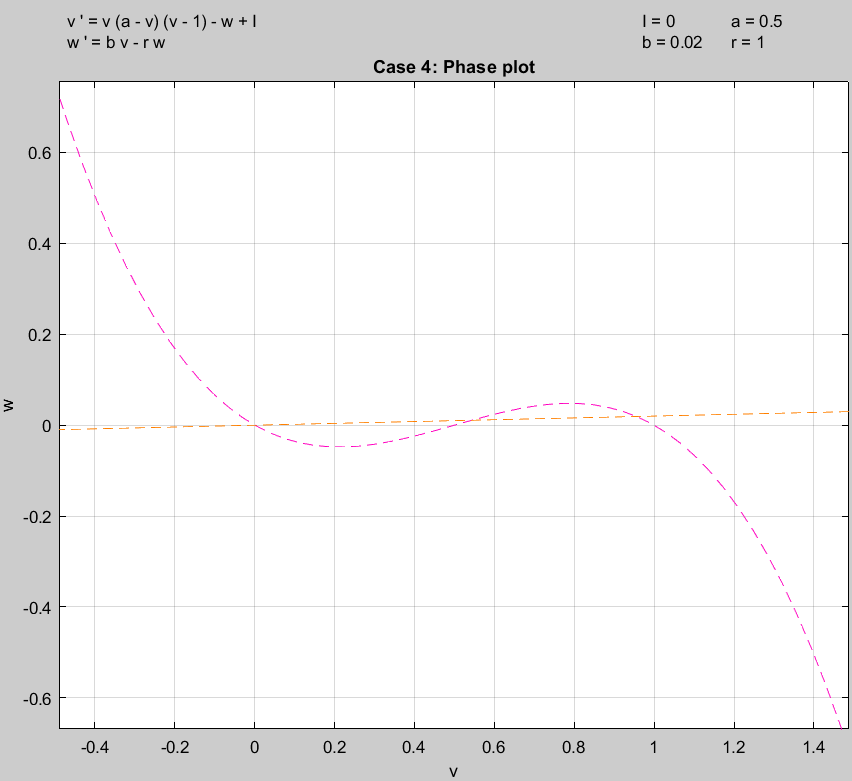 v ' = v (a - v) (v - 1) - w + I
w ' = b v - r w
I = 0 a = 0.5
b = 0.02 r = 1
Case 4: Phase plot
0.6
0.4
0.2
0
-0.2
-0.4
-0.6
w
-0.4 -0.2 0 0.2 0.4 0.6 0.8 1 1.2 1.4
v